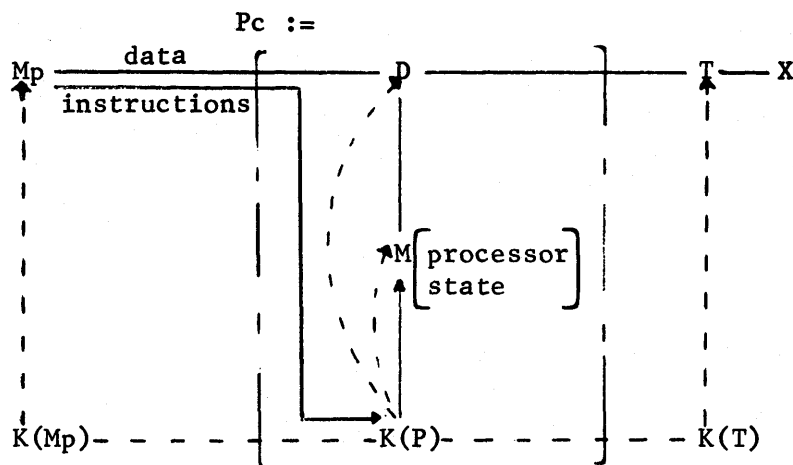 Pc :=
data
Mp D T X
instructions
M [processor
state]
K(Mp) K(P) K(T)